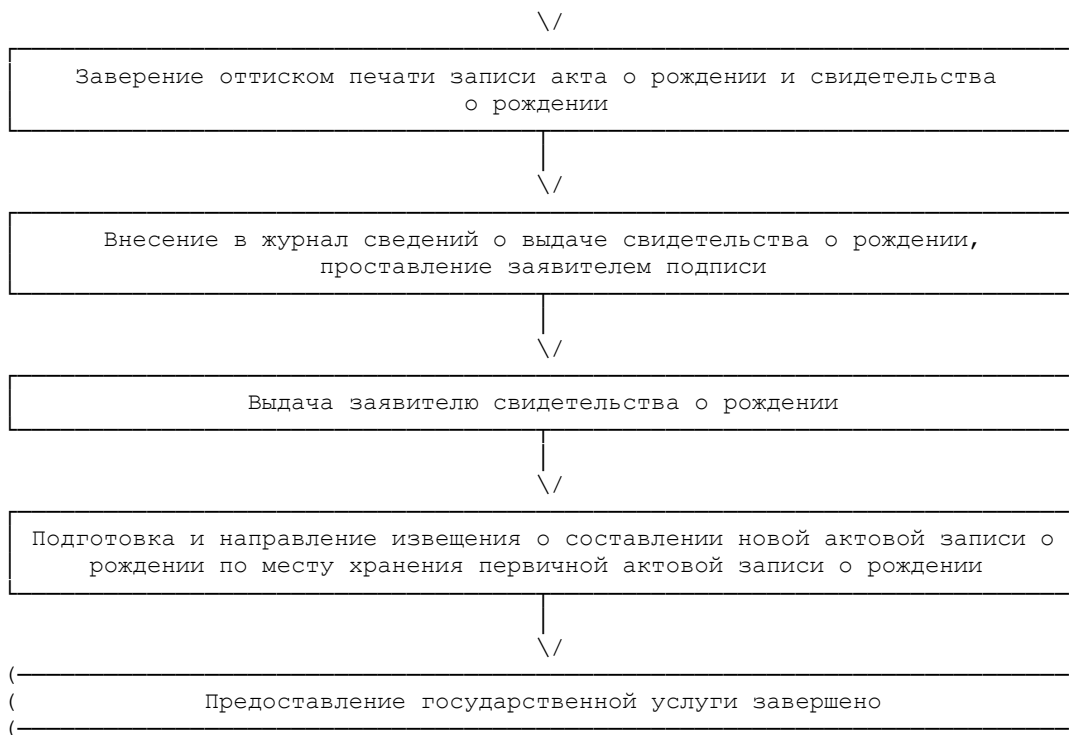 Заверение оттиском печати записи акта о рождении и свидетельства
о рождении
Внесение в журнал сведений о выдаче свидетельства о рождении,
проставление заявителем подписи
Выдача заявителю свидетельства о рождении
Подготовка и направление извещения о составлении новой актовой записи о
рождении по месту хранения первичной актовой записи о рождении
Предоставление государственной услуги завершено